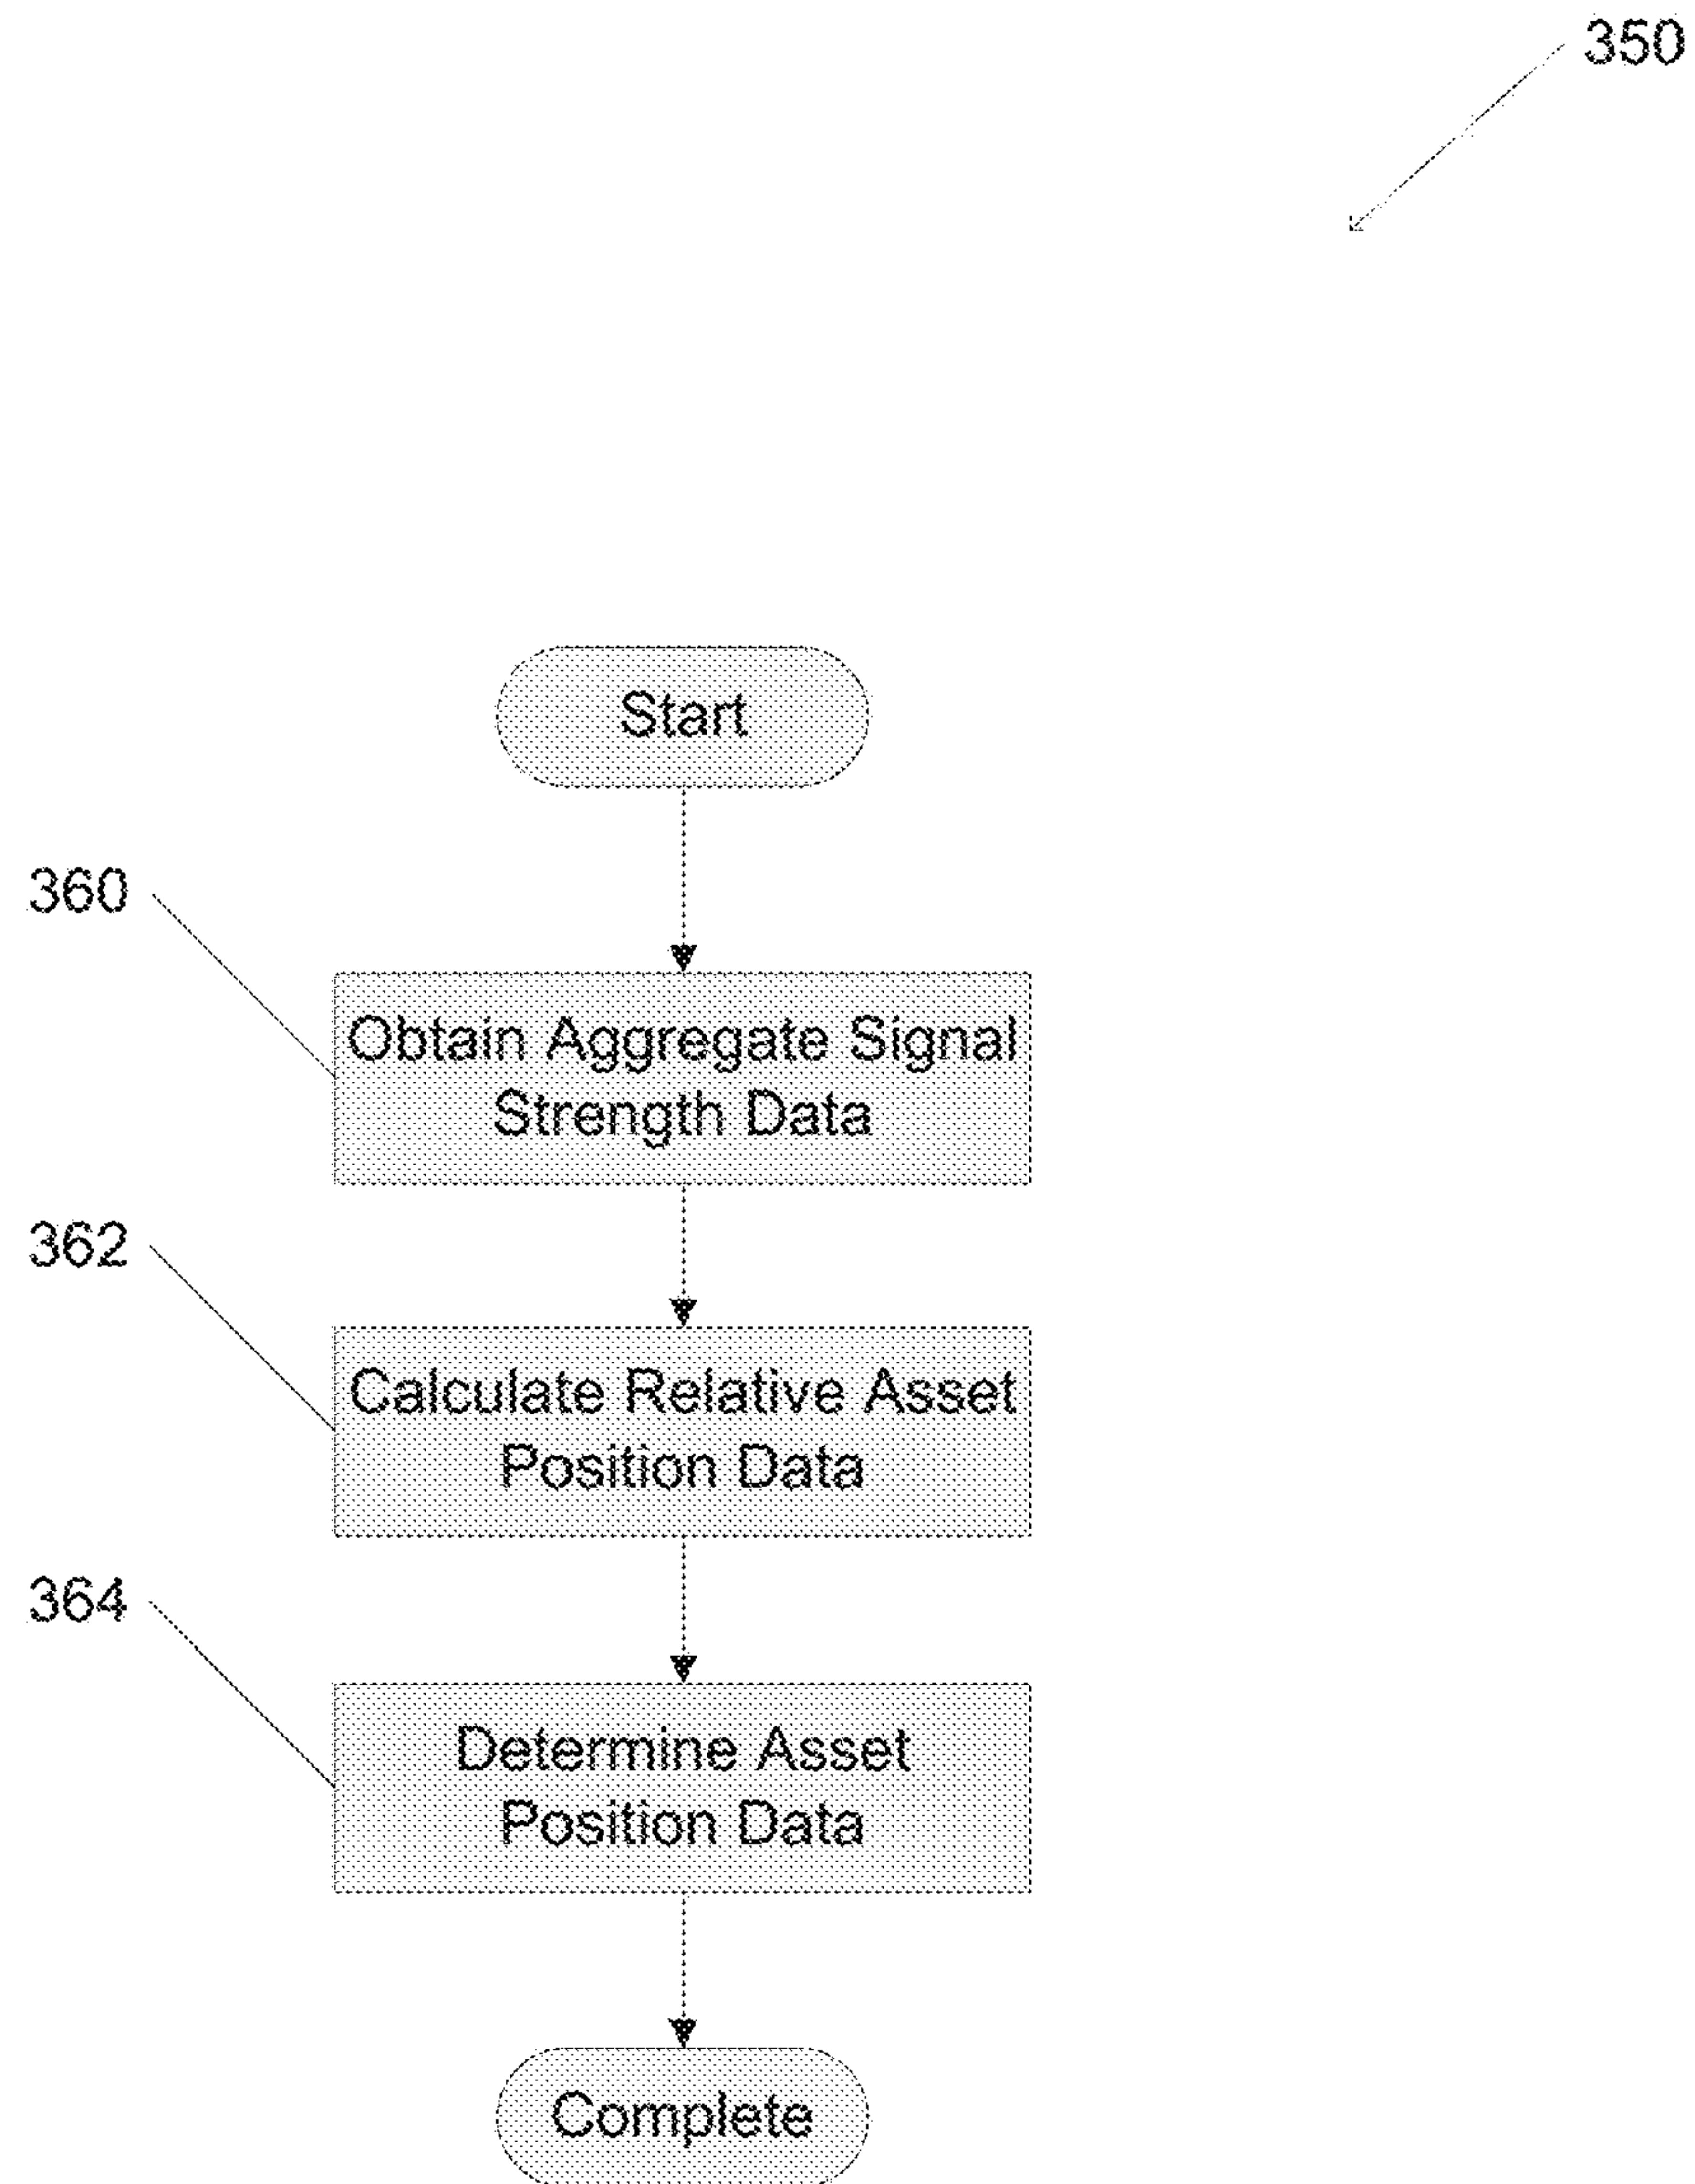 350
Start
360
Obtain Aggregate Signal
Strength Data
362
Calculate Relative Asset
Position Data
364
Determine Asset
Position Data
Complete